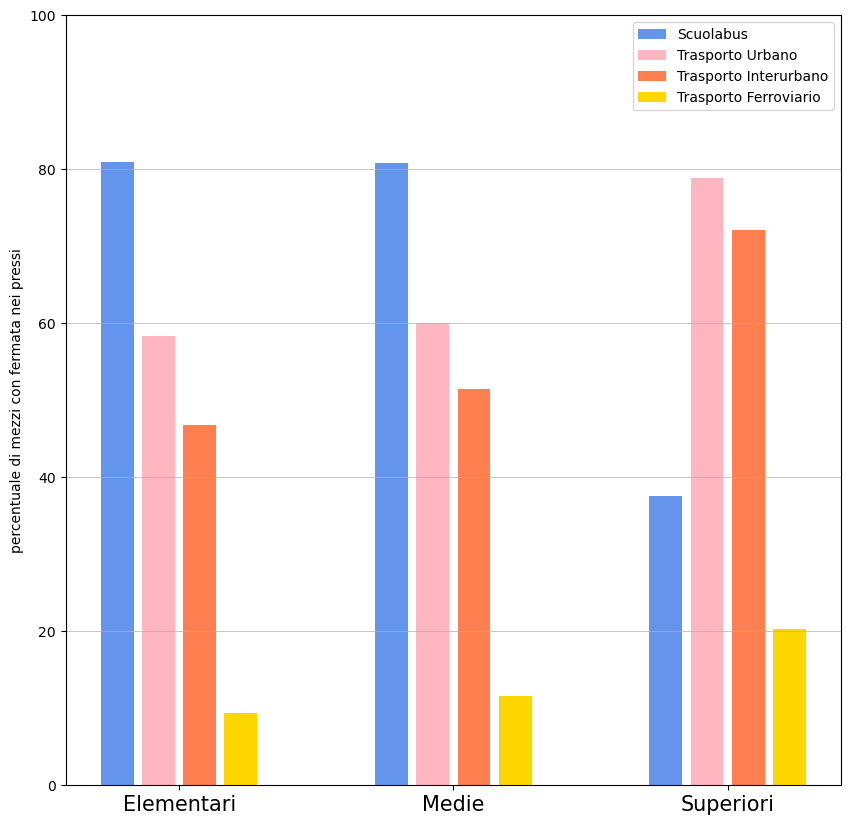 100
80
60
40
20
0
percentuale di mezzi con fermata nei pressi
Scuolabus
Trasporto Urbano
Trasporto Interurbano
Trasporto Ferroviario
Elementari
Medie
Superiori